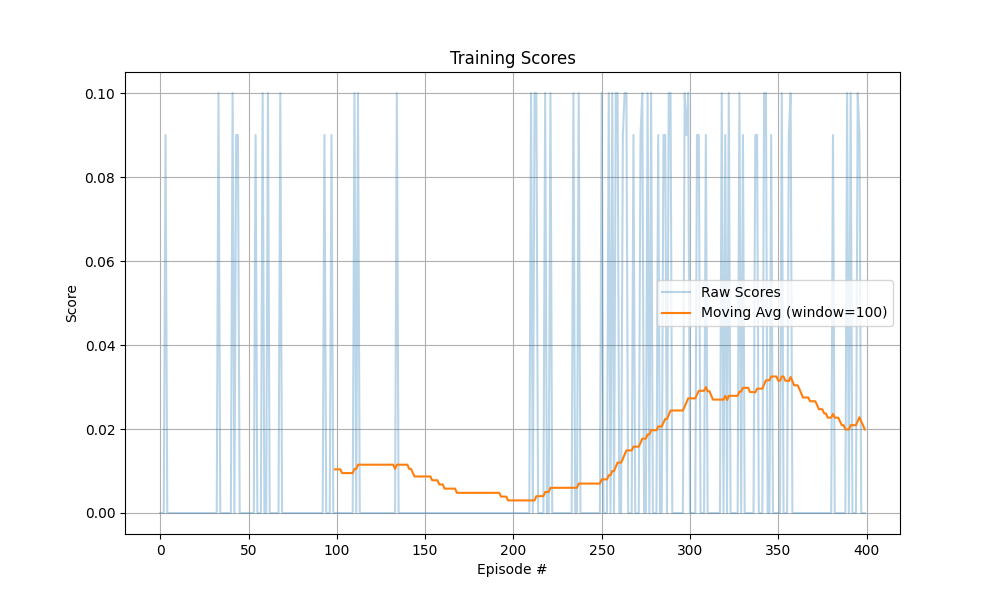 Training Scores
0.10
0.08
0.06
0.04
0.02
0.00
Score
Raw Scores
Moving Avg (window=100)
0 50 100 150 200 250 300 350 400
Episode #